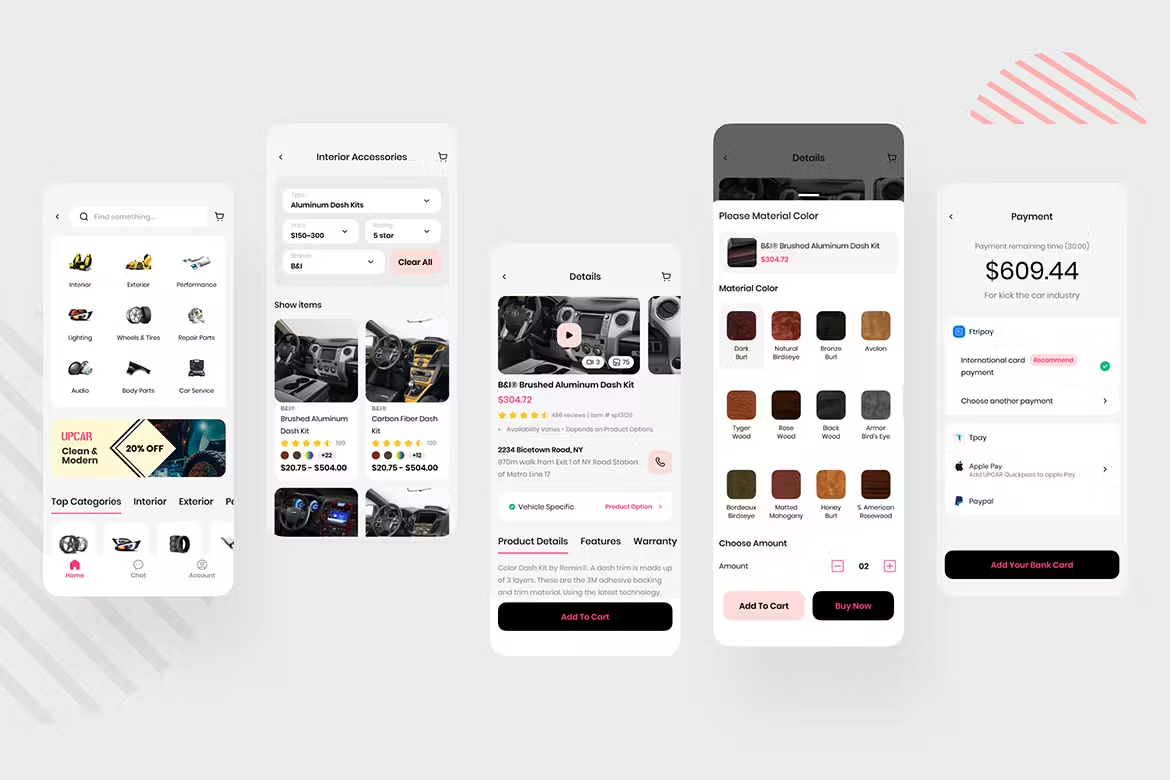 Find something...
Interior
Exterior
Performance
Lighting
Wheels & Tires
Repair Parts
Audio
Body Parts
Car Service
UPCAR
Clean &
Modern
20% OFF
Top Categories
Interior
Exterior
Home
Chat
Account
Interior Accessories
Type
Aluminum Dash Kits
Price
$150-300
Rating
5 star
Brands
B&I
Clear All
Show items
B&I®
Brushed Aluminum
Dash Kit
199
+22
$20.75 - $504.00
B&I®
Carbon Fiber Dash
Kit
199
+12
$20.75 - $504.00
Details
3
75
B&I® Brushed Aluminum Dash Kit
$304.72
486 reviews | Item # sp13126
Availability Varies - Depends on Product Options
2234 Bicetown Road, NY
970m walk from Exit 1 of NY Road Station
of Metro Line 17
Vehicle Specific
Product Option
Product Details
Features
Warranty
Color Dash Kit by Remin®. A dash trim is made up
of 3 layers. These are the 3M adhesive backing
and trim material. Using the latest technology,
Add To Cart
Details
Please Material Color
B&I® Brushed Aluminum Dash Kit
$304.72
Material Color
Dark
Burl
Natural
Birdseye
Bronze
Burl
Avalon
Tyger
Wood
Rose
Wood
Black
Wood
Armor
Bird's Eye
Bordeaux
Birdseye
Matted
Mahogany
Honey
Burl
S. American
Rosewood
Choose Amount
Amount
02
Add To Cart
Buy Now
Payment
Payment remaining time (30:00)
$609.44
For kick the car industry
Ftripay
International card
payment
Recommend
Choose another payment
Tpay
Apple Pay
Add UPCAR Quickpass to apple Pay
Paypal
Add Your Bank Card